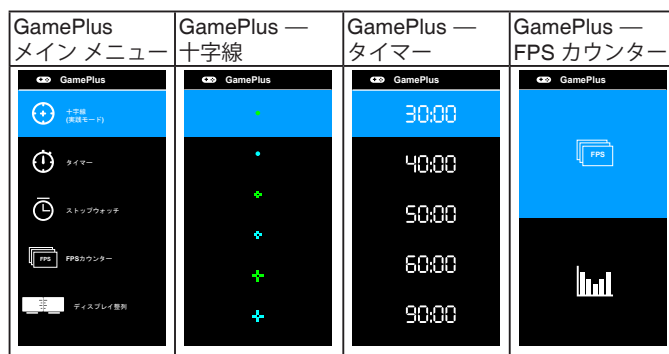 GamePlus
メイン メニュー
GamePlus —
十字線
GamePlus —
タイマー
GamePlus —
FPS カウンター
GamePlus
十字線
(実践モード)
タイマー
ストップウォッチ
FPS
FPSカウンター
ディスプレイ整列
GamePlus
GamePlus
30:00
40:00
50:00
60:00
90:00
GamePlus
FPS